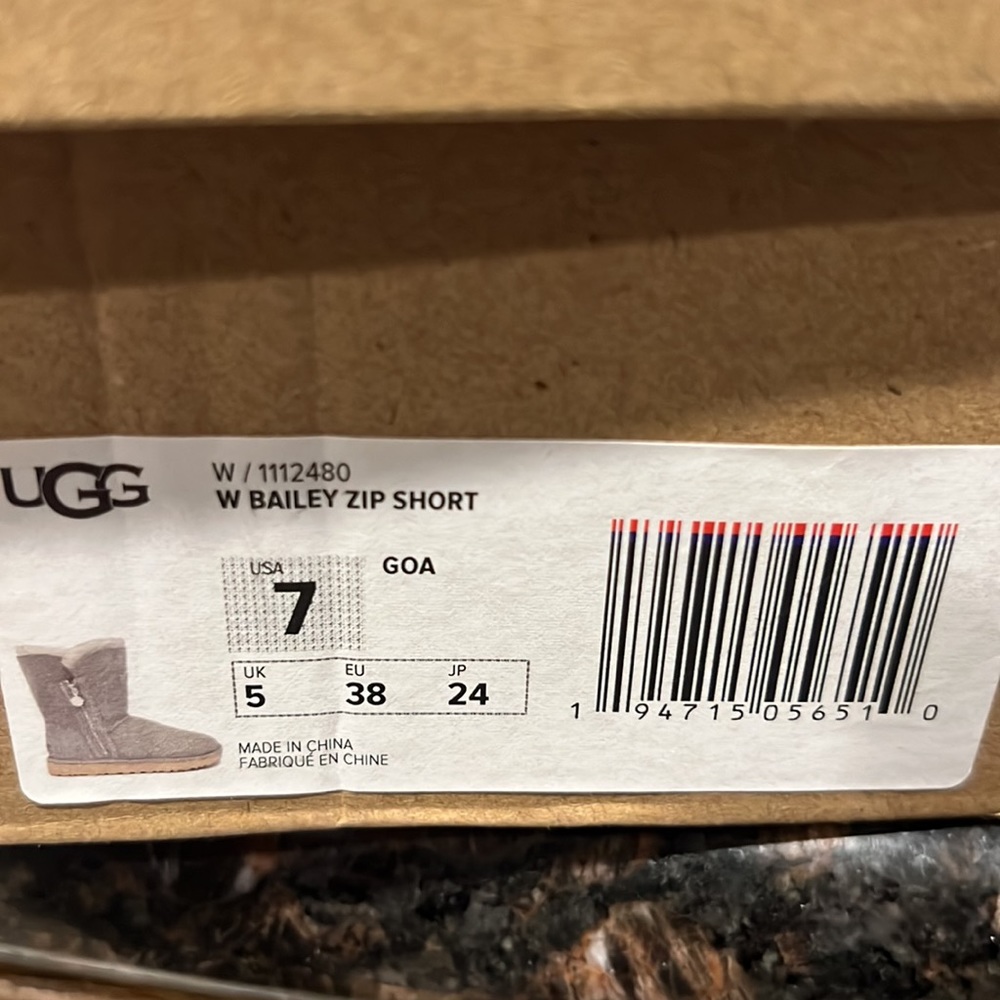 UGG
W / 1112480
W BAILEY ZIP SHORT
USA
7
GOA
UK EU JP
5 38 24
MADE IN CHINA
FABRIQUÉ EN CHINE
1 94715 05651 0